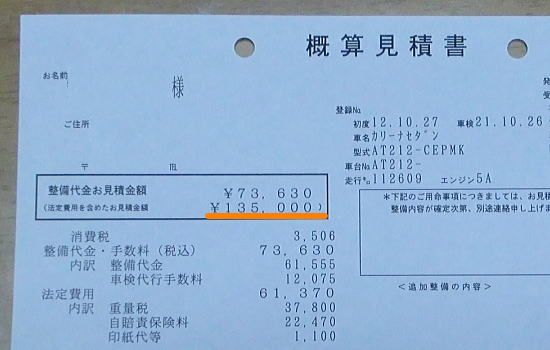 概算見積書
お名前
様
発
受
登録No.
初度 12.10.27 車検 21.10.26
ご住所
車名 カリーナセダン
型式 AT212-CEPMK
〒 TEL
車台No. AT212-
走行キロ 112609 エンジン 5A
整備代金お見積金額 ¥73,630
(法定費用を含めたお見積金額 ¥135,000)
*下記のご用命事項につきましては、お見積
整備内容が確定次第、別途連絡申し上げま
消費税 3,506
整備代金・手数料(税込) 73,630
内訳 整備代金 61,555
車検代行手数料 12,075
<追加整備の内容>
法定費用 61,370
内訳 重量税 37,800
自賠責保険料 22,470
印紙代等 1,100